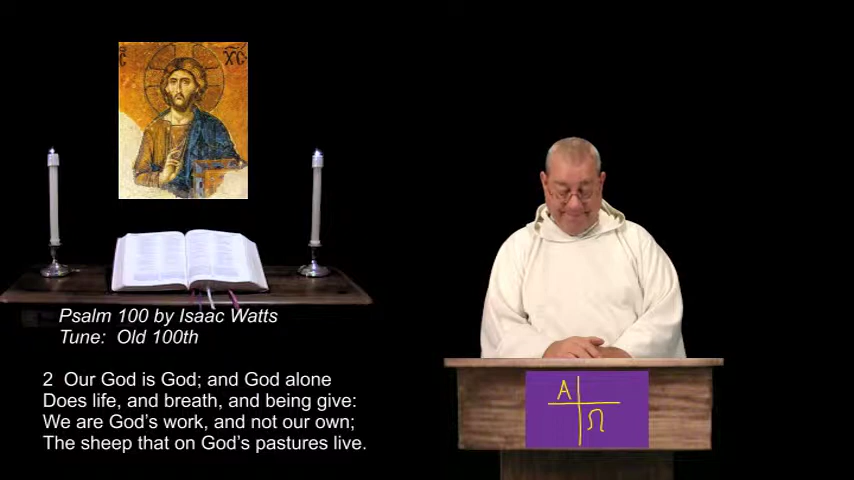 XC
Psalm 100 by Isaac Watts
Tune: Old 100th
2 Our God is God; and God alone
Does life, and breath, and being give:
We are God's work, and not our own;
The sheep that on God's pastures live.
A
Ω